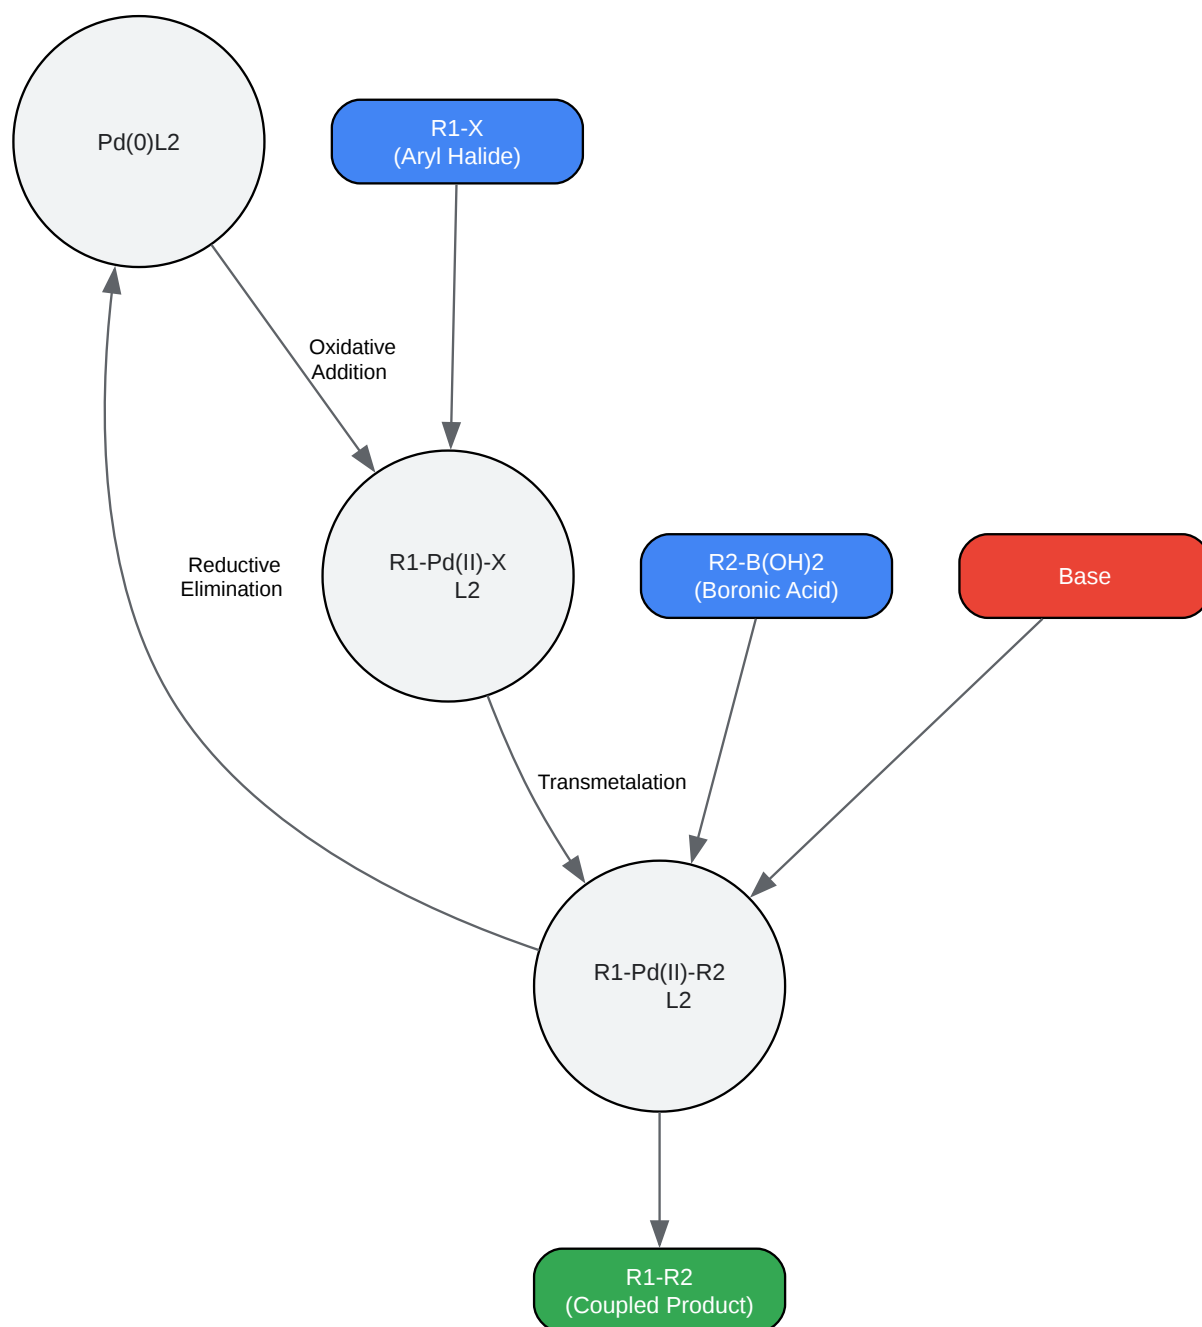 Pd(0)L2
R1-X
(Aryl Halide)
Oxidative
Addition
Reductive
Elimination
R1-Pd(II)-X
L2
R2-B(OH)2
(Boronic Acid)
Base
Transmetalation
R1-Pd(II)-R2
L2
R1-R2
(Coupled Product)